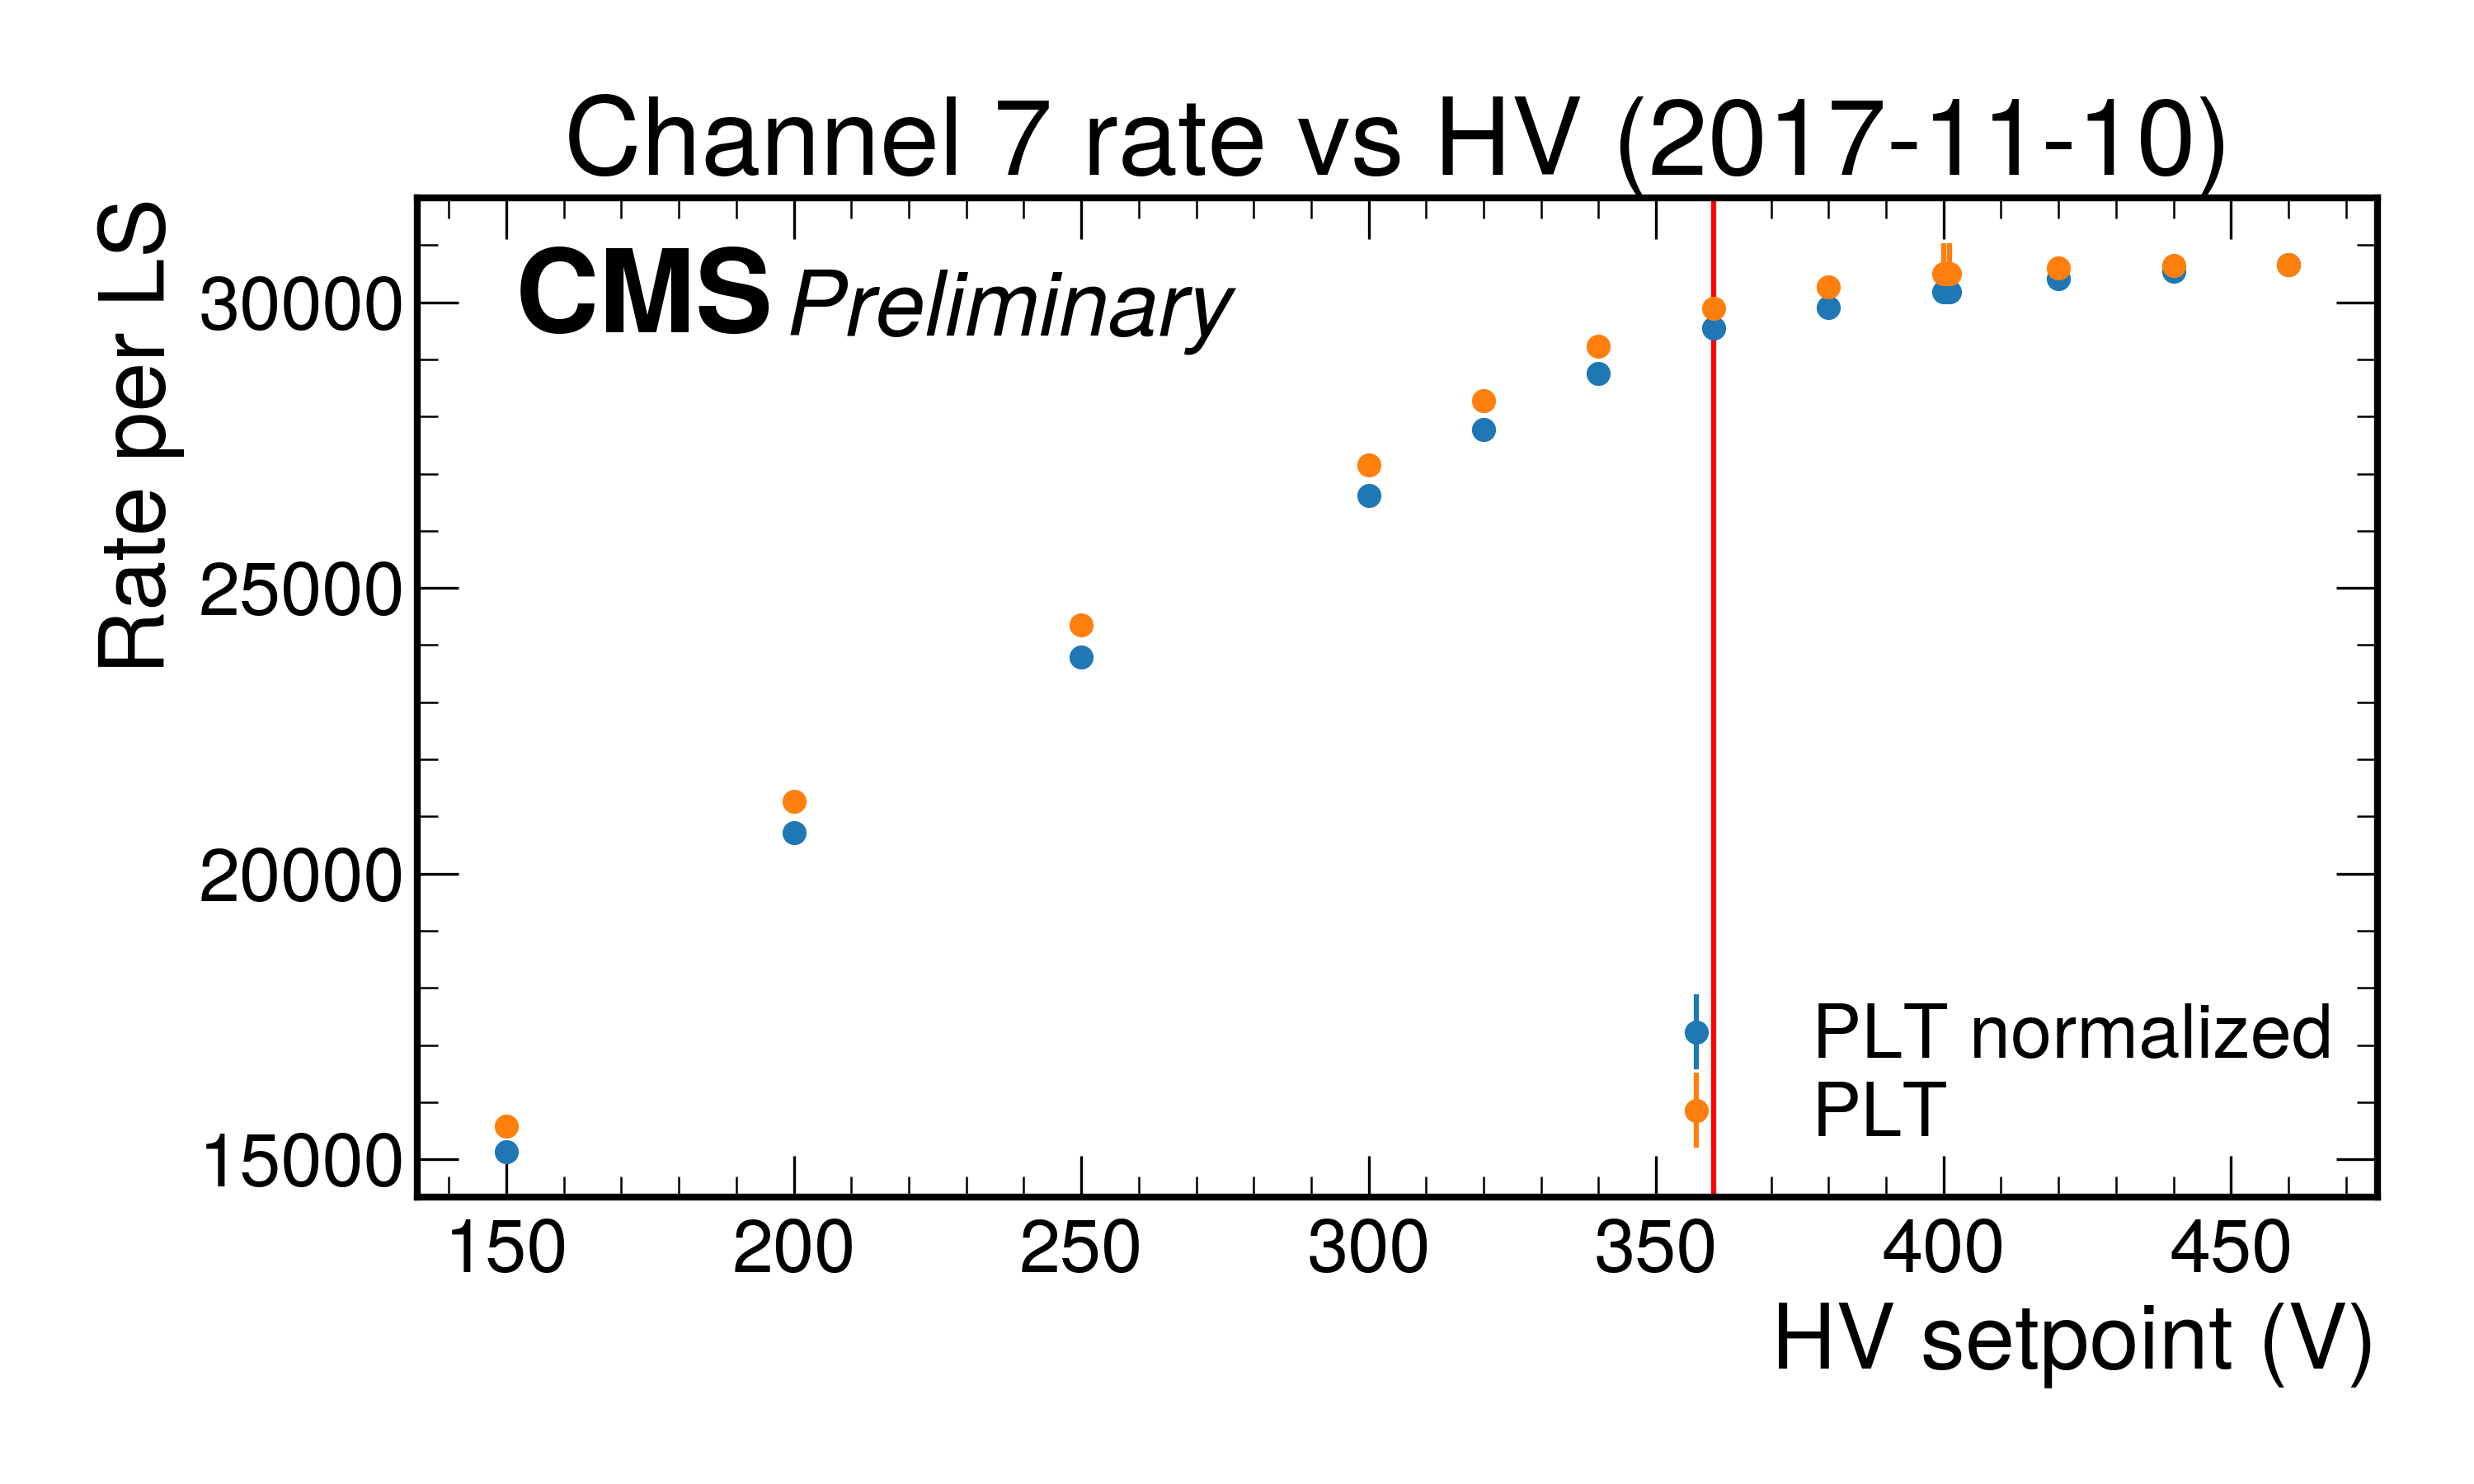 Channel 7 rate vs HV (2017-11-10)
CMS Preliminary
Rate per LS
30000
25000
20000
15000
PLT normalized
PLT
150 200 250 300 350 400 450
HV setpoint (V)